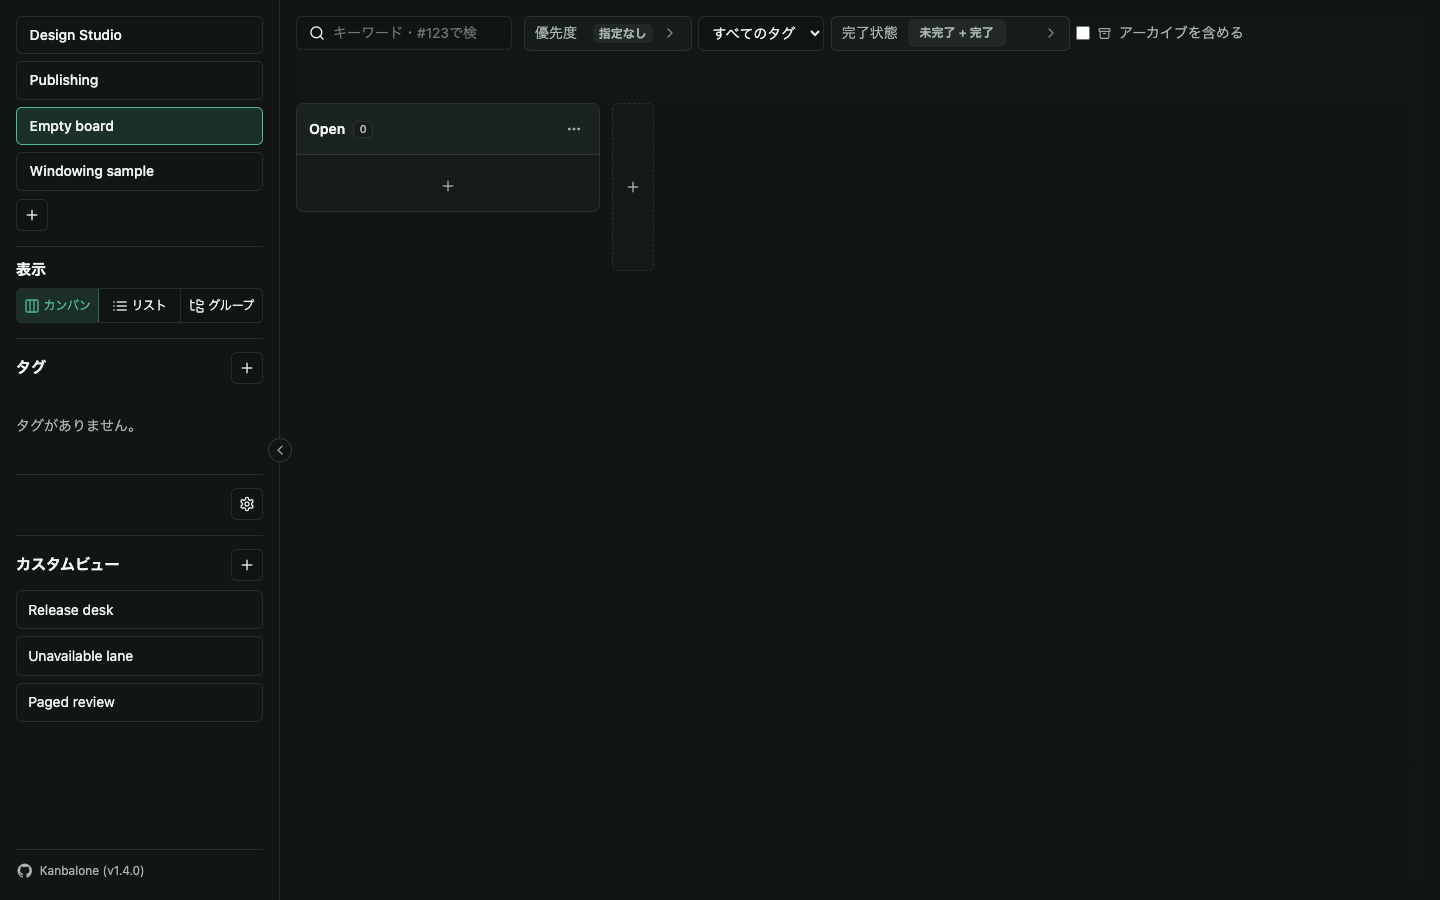 Design Studio
Publishing
Empty board
Windowing sample
表示
カンバン
リスト
グループ
タグ
タグがありません。
カスタムビュー
Release desk
Unavailable lane
Paged review
Kanbalone (v1.4.0)
キーワード・#123で検
優先度 指定なし
すべてのタグ
完了状態 未完了 + 完了
アーカイブを含める
Open 0